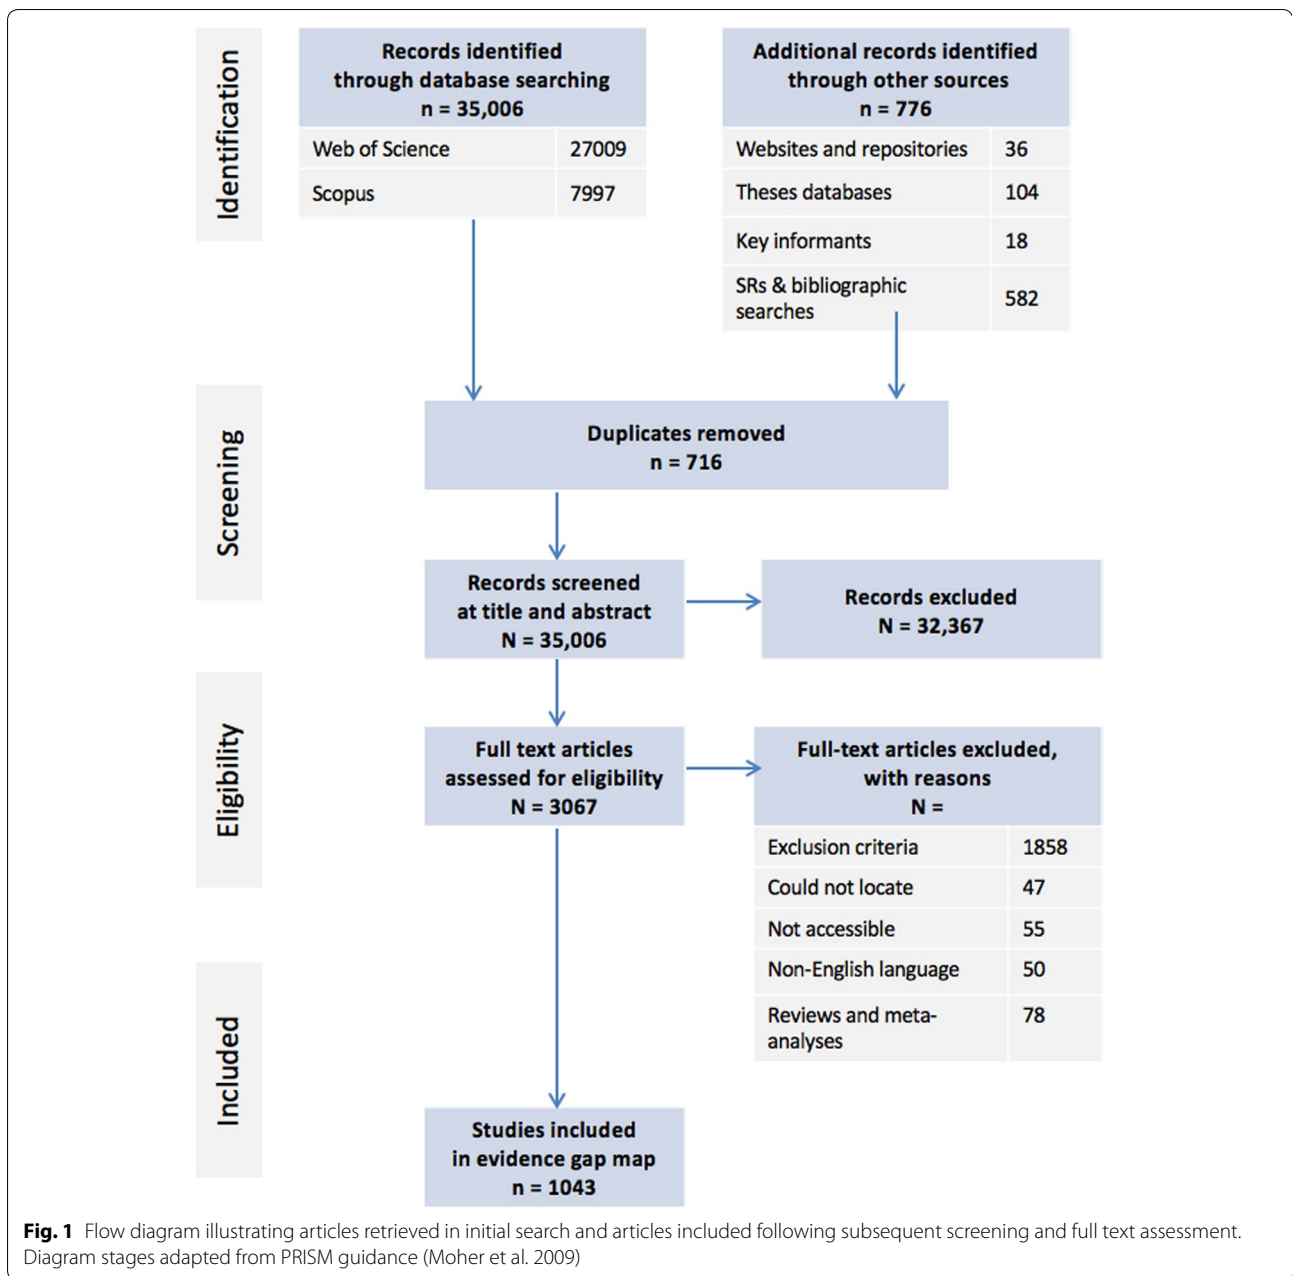 Identification
Records identified
through database searching
n = 35,006
Web of Science 27009
Scopus 7997
Additional records identified
through other sources
n = 776
Websites and repositories 36
Theses databases 104
Key informants 18
SRs & bibliographic
searches 582
Screening
Duplicates removed
n = 716
Records screened
at title and abstract
N = 35,006
Records excluded
N = 32,367
Eligibility
Full text articles
assessed for eligibility
N = 3067
Full-text articles excluded,
with reasons
N =
Exclusion criteria 1858
Could not locate 47
Not accessible 55
Non-English language 50
Reviews and meta- 78
analyses
Included
Studies included
in evidence gap map
n = 1043
Fig. 1 Flow diagram illustrating articles retrieved in initial search and articles included following subsequent screening and full text assessment.
Diagram stages adapted from PRISM guidance (Moher et al. 2009)